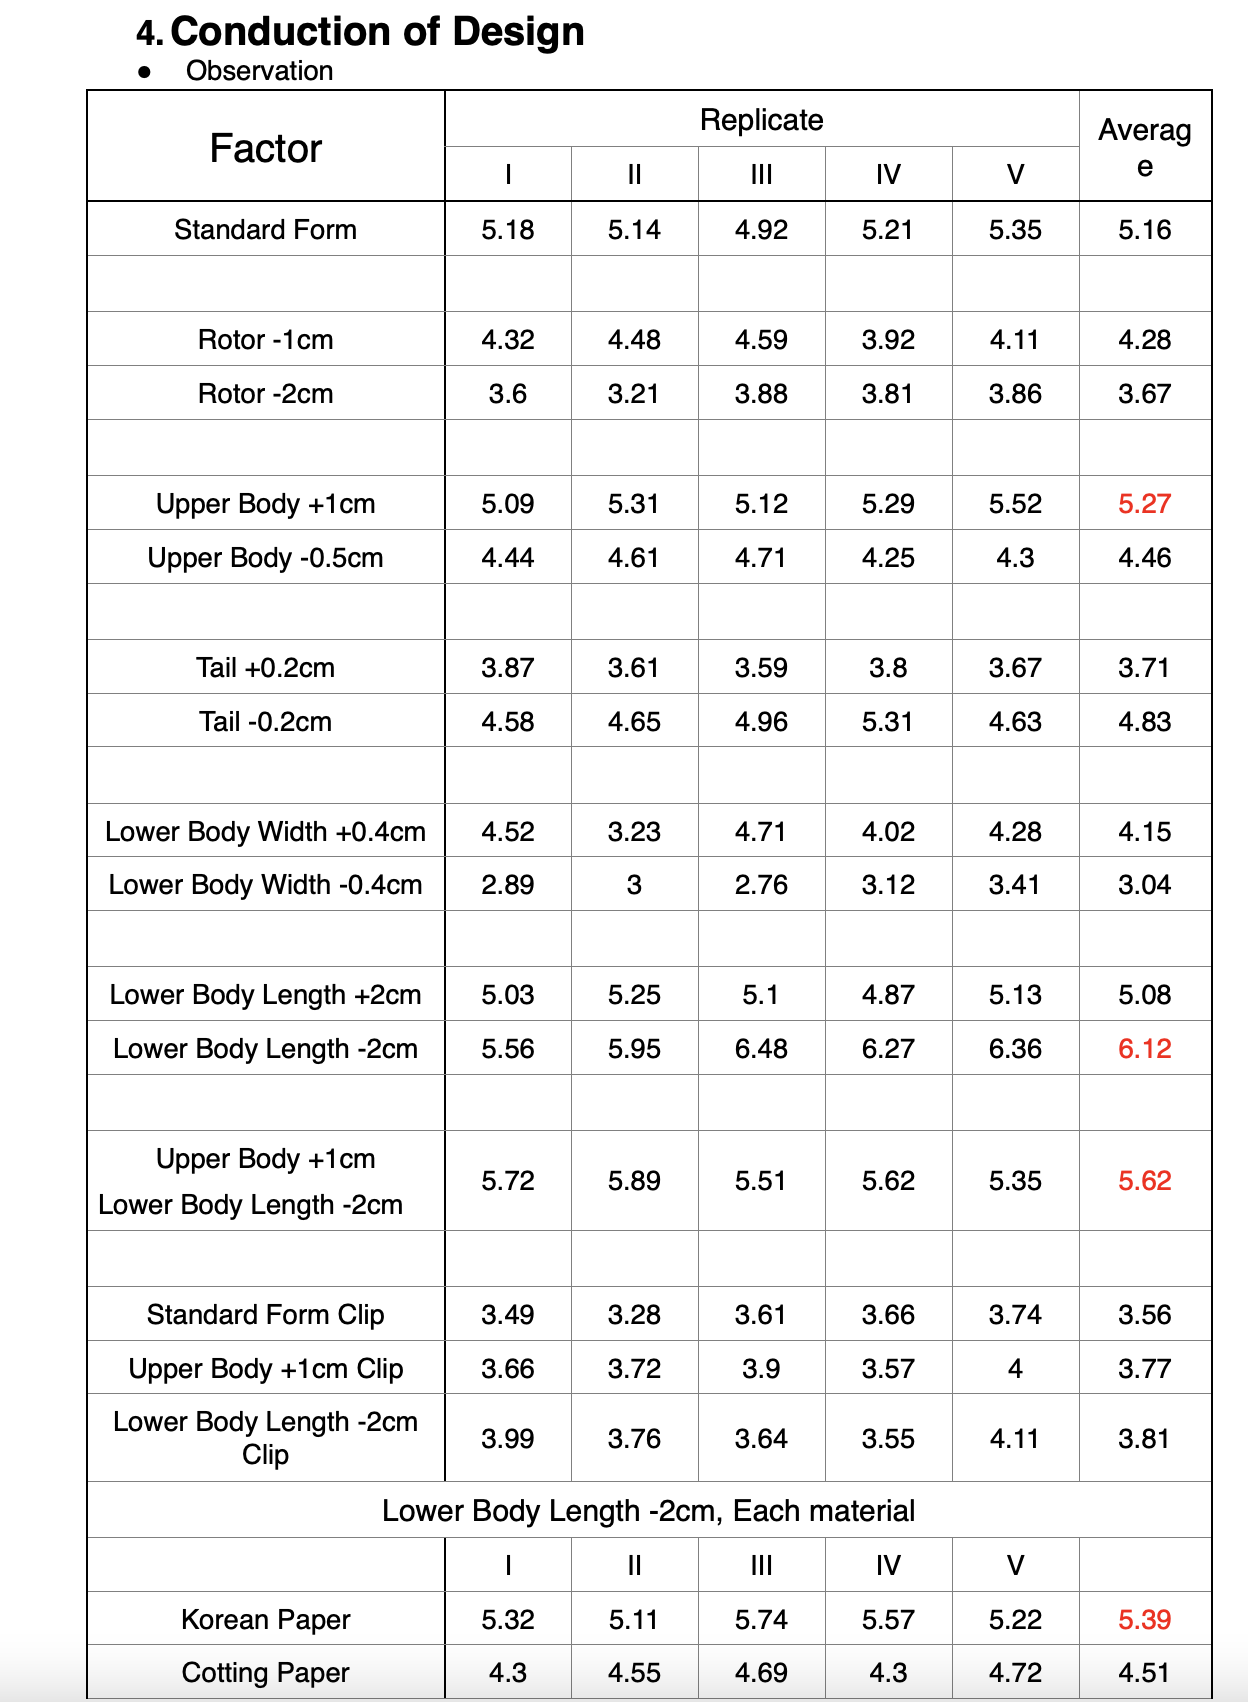 4. Conduction of Design
● Observation
Factor Replicate Averag
e
I II III IV V
Standard Form 5.18 5.14 4.92 5.21 5.35 5.16
Rotor -1cm 4.32 4.48 4.59 3.92 4.11 4.28
Rotor -2cm 3.6 3.21 3.88 3.81 3.86 3.67
Upper Body +1cm 5.09 5.31 5.12 5.29 5.52 5.27
Upper Body -0.5cm 4.44 4.61 4.71 4.25 4.3 4.46
Tail +0.2cm 3.87 3.61 3.59 3.8 3.67 3.71
Tail -0.2cm 4.58 4.65 4.96 5.31 4.63 4.83
Lower Body Width +0.4cm 4.52 3.23 4.71 4.02 4.28 4.15
Lower Body Width -0.4cm 2.89 3 2.76 3.12 3.41 3.04
Lower Body Length +2cm 5.03 5.25 5.1 4.87 5.13 5.08
Lower Body Length -2cm 5.56 5.95 6.48 6.27 6.36 6.12
Upper Body +1cm
Lower Body Length -2cm 5.72 5.89 5.51 5.62 5.35 5.62
Standard Form Clip 3.49 3.28 3.61 3.66 3.74 3.56
Upper Body +1cm Clip 3.66 3.72 3.9 3.57 4 3.77
Lower Body Length -2cm
Clip 3.99 3.76 3.64 3.55 4.11 3.81
Lower Body Length -2cm, Each material
I II III IV V
Korean Paper 5.32 5.11 5.74 5.57 5.22 5.39
Cotting Paper 4.3 4.55 4.69 4.3 4.72 4.51